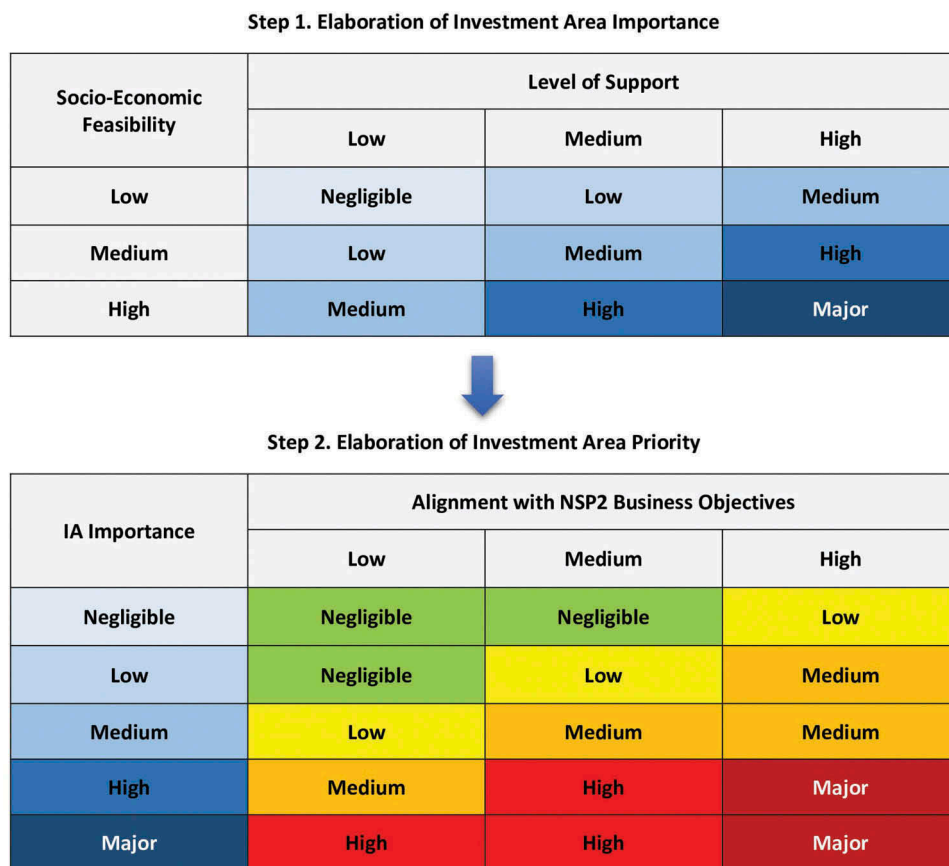 Step 1. Elaboration of Investment Area Importance
Socio-Economic
Feasibility
Level of Support
Low Medium High
Low Negligible Low Medium
Medium Low Medium High
High Medium High Major
Step 2. Elaboration of Investment Area Priority
IA Importance
Alignment with NSP2 Business Objectives
Low Medium High
Negligible Negligible Negligible Low
Low Negligible Low Medium
Medium Low Medium Medium
High Medium High Major
Major High High Major